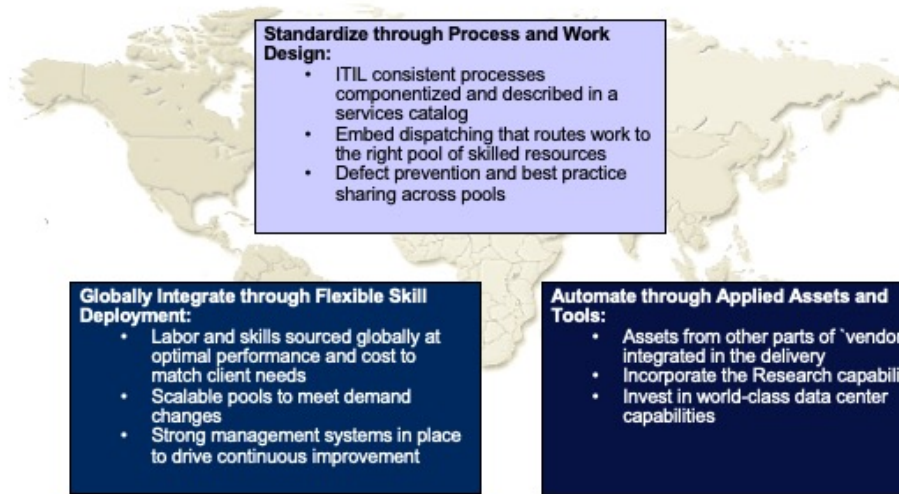 Standardize through Process and Work
Design:
• ITIL consistent processes
componentized and described in a
services catalog
• Embed dispatching that routes work to
the right pool of skilled resources
• Defect prevention and best practice
sharing across pools
Globally Integrate through Flexible Skill
Deployment:
• Labor and skills sourced globally at
optimal performance and cost to
match client needs
• Scalable pools to meet demand
changes
• Strong management systems in place
to drive continuous improvement
Automate through Applied Assets and
Tools:
• Assets from other parts of `vendor
integrated in the delivery
• Incorporate the Research
• Invest in world-class data center
capabilities